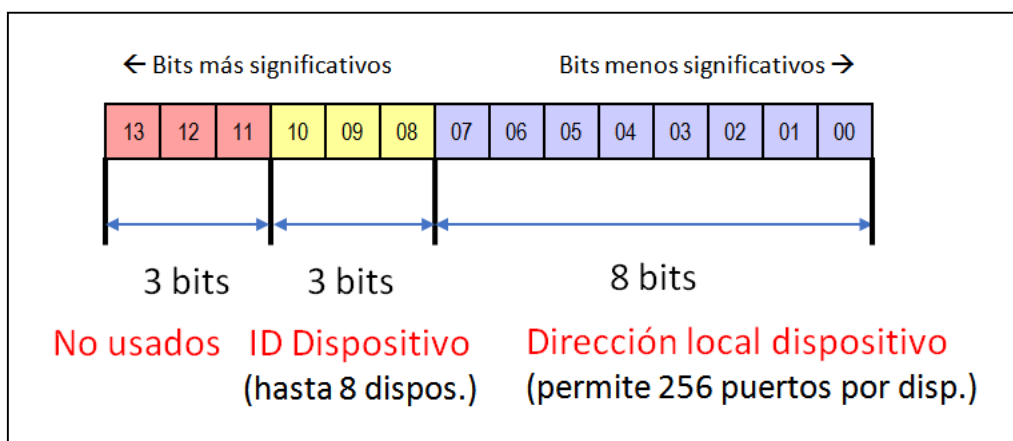 ← Bits más significativos Bits menos significativos →
13 12 11 10 09 08 07 06 05 04 03 02 01 00
3 bits 3 bits 8 bits
No usados ID Dispositivo Dirección local dispositivo
(hasta 8 dispos.) (permite 256 puertos por disp.)